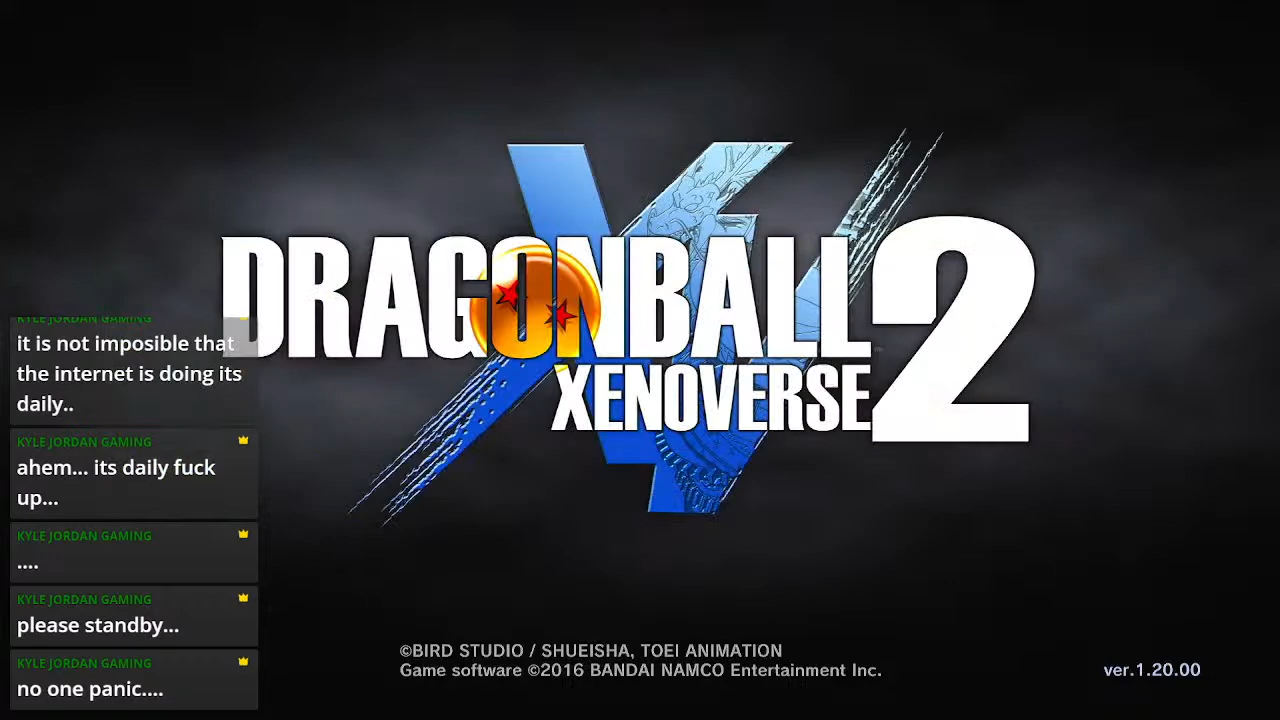 DRAGONBALL
XENOVERSE 2
KYLE JORDAN GAMING
it is not imposible that
the internet is doing its
daily..
KYLE JORDAN GAMING
ahem... its daily fuck
up...
KYLE JORDAN GAMING
....
KYLE JORDAN GAMING
please standby...
KYLE JORDAN GAMING
no one panic....
©BIRD STUDIO / SHUEISHA, TOEI ANIMATION
Game software ©2016 BANDAI NAMCO Entertainment Inc.
ver.1.20.00